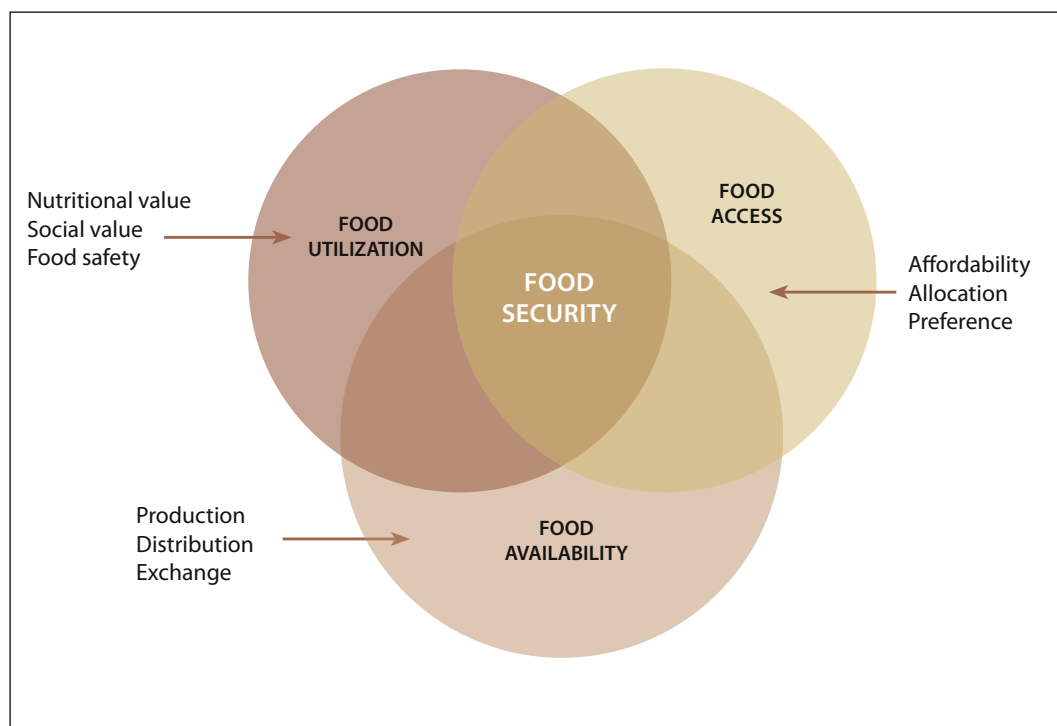 Nutritional value
Social value
Food safety
FOOD
UTILIZATION
FOOD
ACCESS
FOOD
SECURITY
Affordability
Allocation
Preference
Production
Distribution
Exchange
FOOD
AVAILABILITY